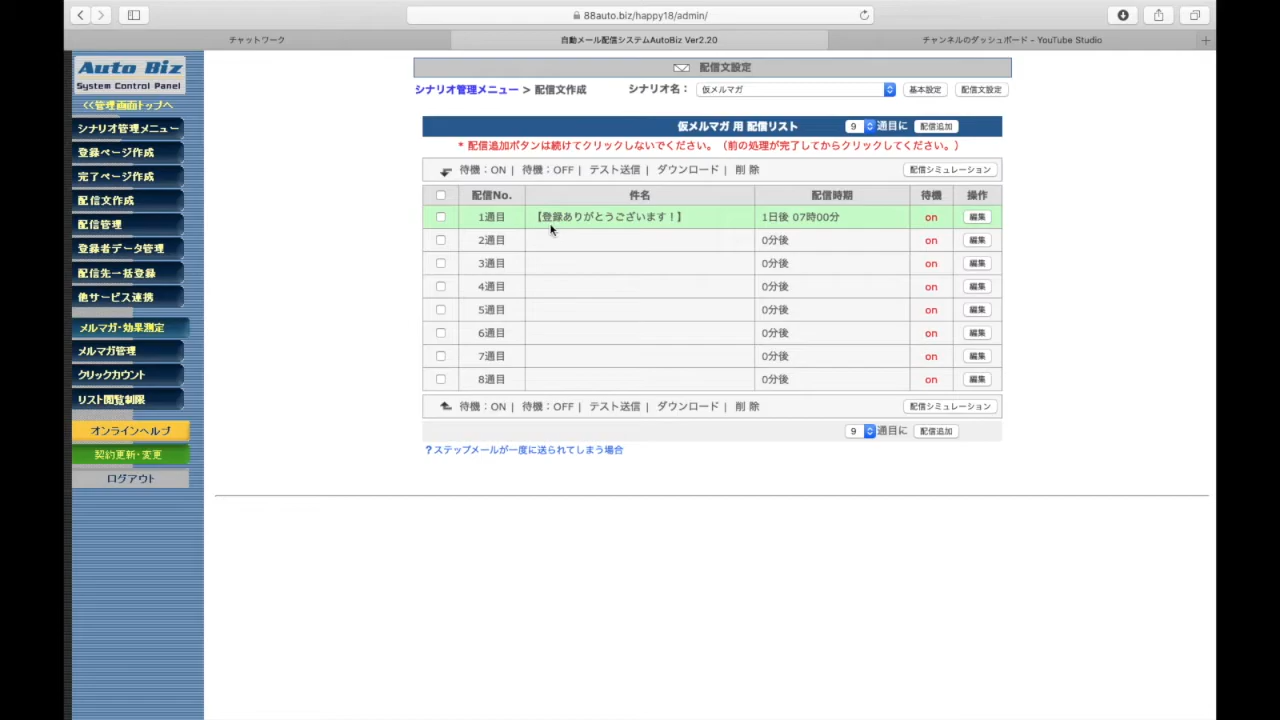 88auto.biz/happy18/admin/
チャットワーク
自動メール配信システムAutoBiz Ver2.20
チャンネルのダッシュボード - YouTube Studio
Auto Biz
System Control Panel
<<管理画面トップへ
シナリオ管理メニュー
登録ページ作成
完了ページ作成
配信文作成
配信管理
登録者データ管理
配信先一括登録
他サービス連携
メルマガ・効果測定
メルマガ管理
クリックカウント
リスト閲覧制限
オンラインヘルプ
契約更新・変更
ログアウト
配信文設定
シナリオ管理メニュー > 配信文作成 シナリオ名： 仮メルマガ 基本設定 配信文設定
仮メルマガ 用 配信リスト 9 通目に 配信追加
* 配信追加ボタンは続けてクリックしないでください。（前の処理が完了してからクリックしてください。）
待機：ON | 待機：OFF | テスト送信 | ダウンロード | 削 除 配信シミュレーション
配信No. 件名 配信時期 待機 操作
1通目 【登録ありがとうございます！】 1日後 07時00分 on 編集
2通目 0分後 on 編集
3通目 0分後 on 編集
4通目 0分後 on 編集
5通目 0分後 on 編集
6通目 0分後 on 編集
7通目 0分後 on 編集
8通目 0分後 on 編集
待機：ON | 待機：OFF | テスト送信 | ダウンロード | 削 除 配信シミュレーション
9 通目に 配信追加
?ステップメールが一度に送られてしまう場合